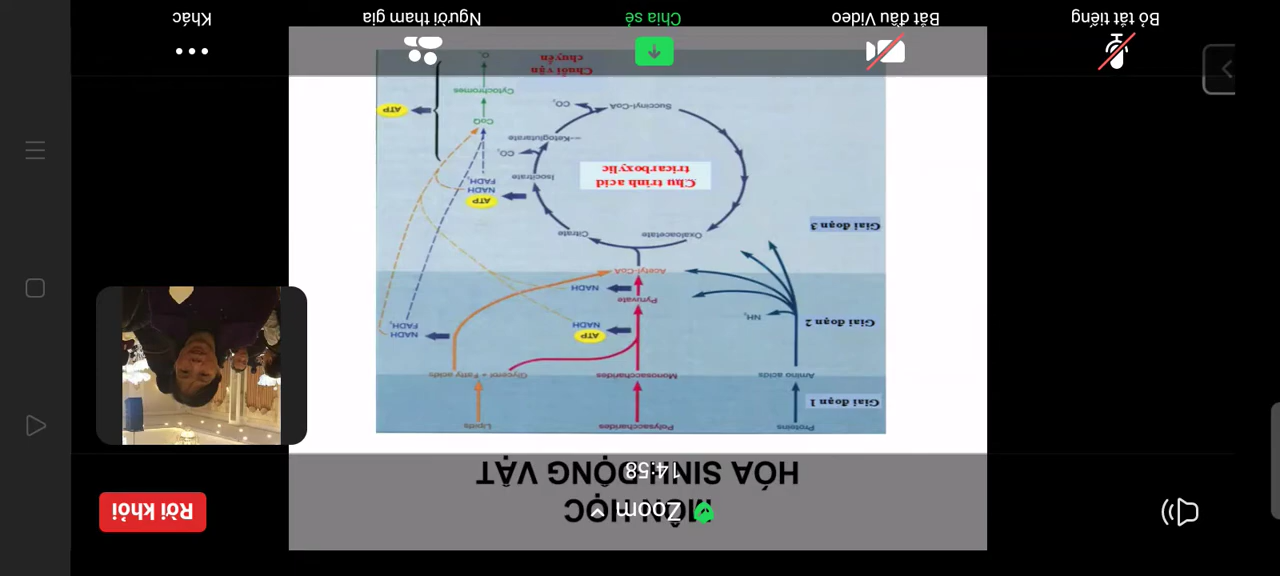 Zoom
14:58
Rời khỏi
MÔN HỌC
HÓA SINH ĐỘNG VẬT
Proteins
Polysaccharides
Lipids
Giai đoạn 1
Amino acids
Monosaccharides
Glycerol + Fatty acids
ATP
NADH
NADH
FADH₂
Giai đoạn 2
NH₃
Pyruvate
NADH
Acetyl-CoA
Giai đoạn 3
Oxaloacetate
Citrate
ATP
NADH
FADH₂
Chu trình acid
tricarboxylic
Isocitrate
CO₂
Ketoglutarate
CoQ
Succinyl-CoA
CO₂
ATP
Cytochromes
Chuỗi vận
chuyển
Bỏ tắt tiếng
Bắt đầu Video
Chia sẻ
Người tham gia
Khác